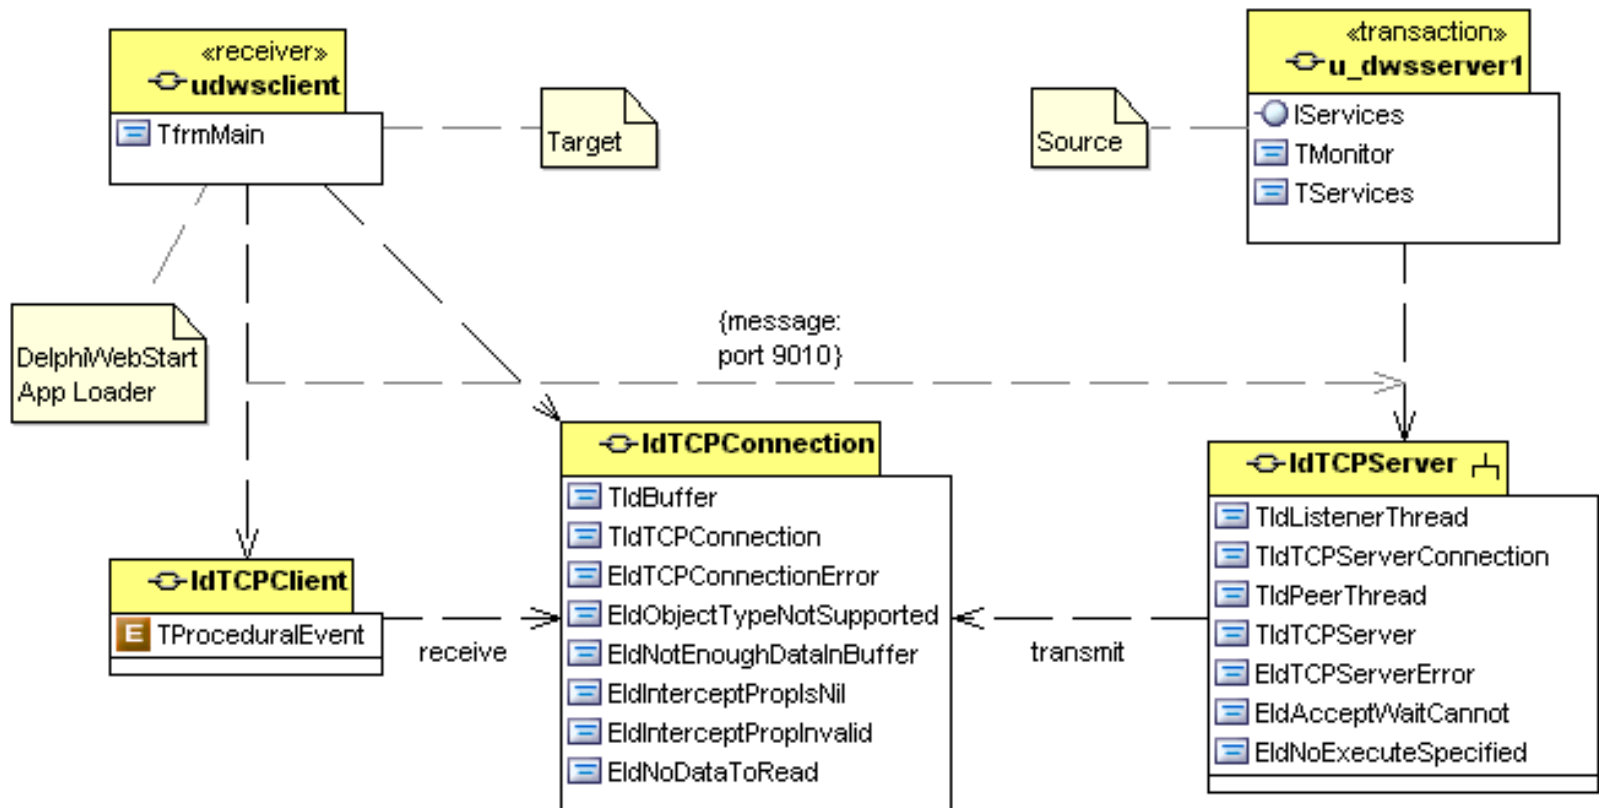 «receiver»
udwsclient
TfrmMain
Target
Source
«transaction»
u_dwsserver1
IServices
TMonitor
TServices
DelphiWebStart
App Loader
{message:
port 9010}
IdTCPClient
E TProceduralEvent
receive
IdTCPConnection
TIdBuffer
TIdTCPConnection
EIdTCPConnectionError
EIdObjectTypeNotSupported
EIdNotEnoughDataInBuffer
EIdInterceptPropIsNil
EIdInterceptPropInvalid
EIdNoDataToRead
transmit
IdTCPServer
TIdListenerThread
TIdTCPServerConnection
TIdPeerThread
TIdTCPServer
EIdTCPServerError
EIdAcceptWaitCannot
EIdNoExecuteSpecified